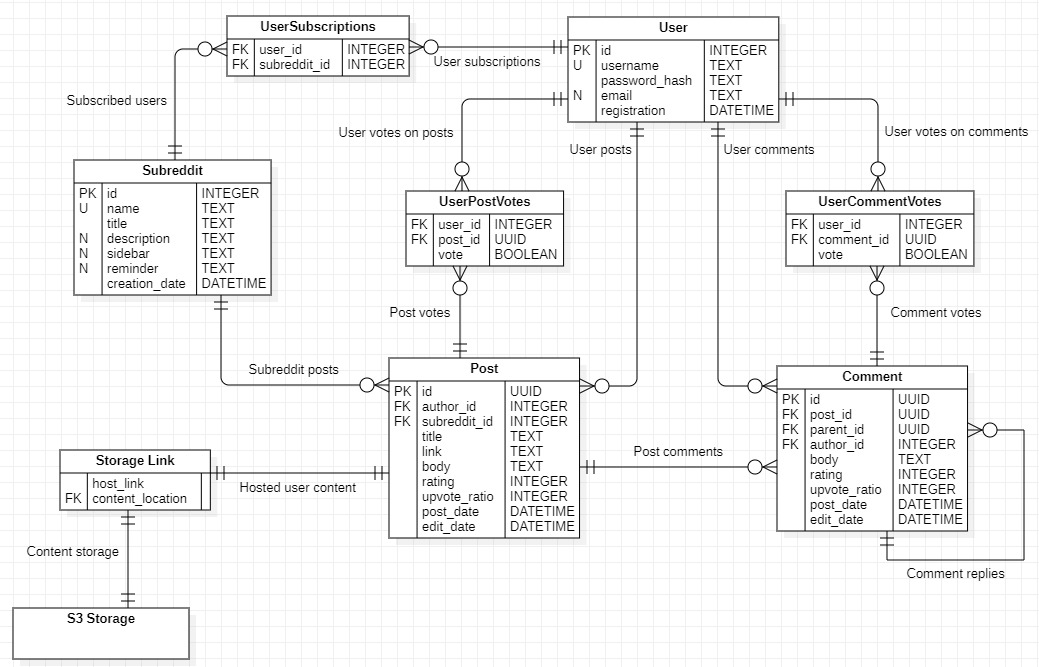 UserSubscriptions
FK user_id INTEGER
FK subreddit_id INTEGER
User
PK id INTEGER
U username TEXT
password_hash TEXT
N email TEXT
registration DATETIME
User subscriptions
Subscribed users
User votes on posts
User posts
User comments
User votes on comments
Subreddit
PK id INTEGER
U name TEXT
title TEXT
N description TEXT
N sidebar TEXT
N reminder TEXT
creation_date DATETIME
UserPostVotes
FK user_id INTEGER
FK post_id UUID
vote BOOLEAN
UserCommentVotes
FK user_id INTEGER
FK comment_id UUID
vote BOOLEAN
Post votes
Comment votes
Subreddit posts
Post
PK id UUID
FK author_id INTEGER
FK subreddit_id INTEGER
title TEXT
link TEXT
body TEXT
rating INTEGER
upvote_ratio INTEGER
post_date DATETIME
edit_date DATETIME
Comment
PK id UUID
FK post_id UUID
FK parent_id UUID
FK author_id INTEGER
body TEXT
rating INTEGER
upvote_ratio INTEGER
post_date DATETIME
edit_date DATETIME
Post comments
Storage Link
host_link
FK content_location
Hosted user content
Content storage
Comment replies
S3 Storage